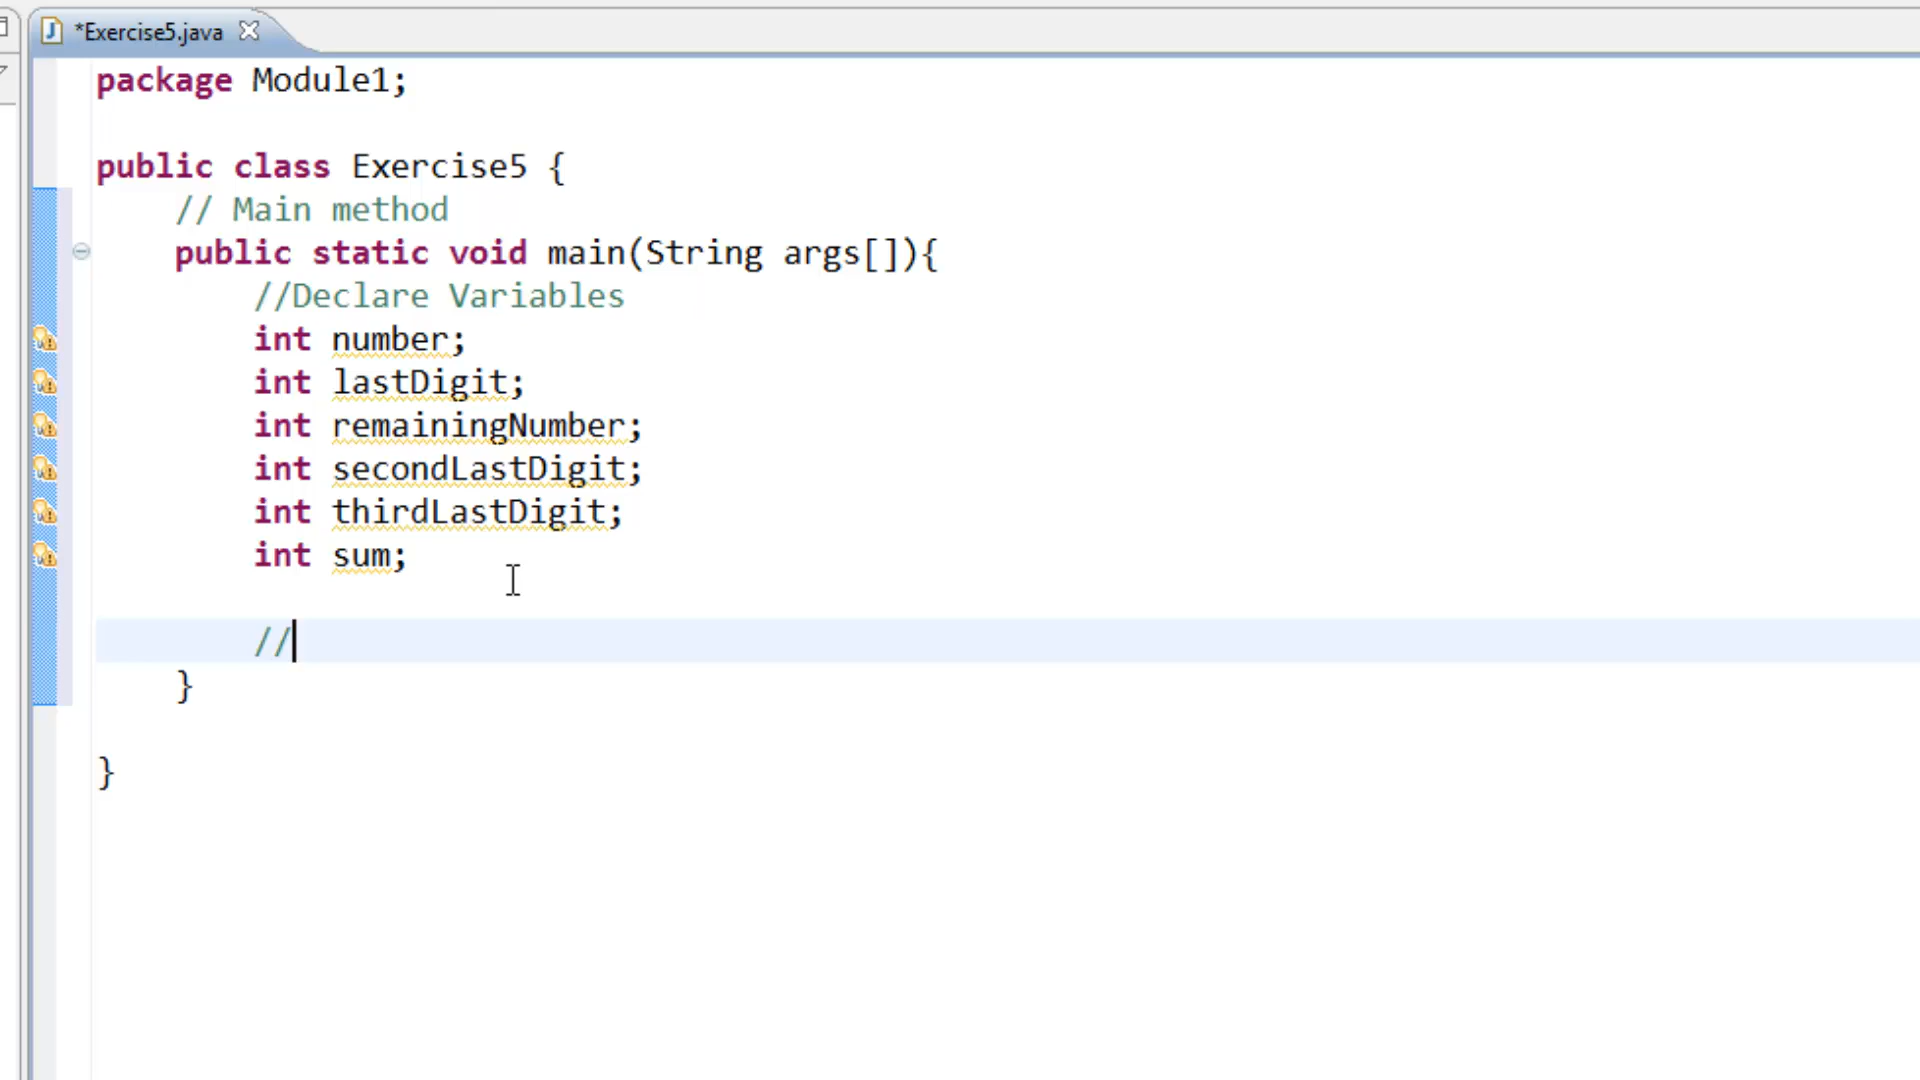 *Exercise5.java
package Module1;
public class Exercise5 {
// Main method
public static void main(String args[]){
//Declare Variables
int number;
int lastDigit;
int remainingNumber;
int secondLastDigit;
int thirdLastDigit;
int sum;
//
}
}